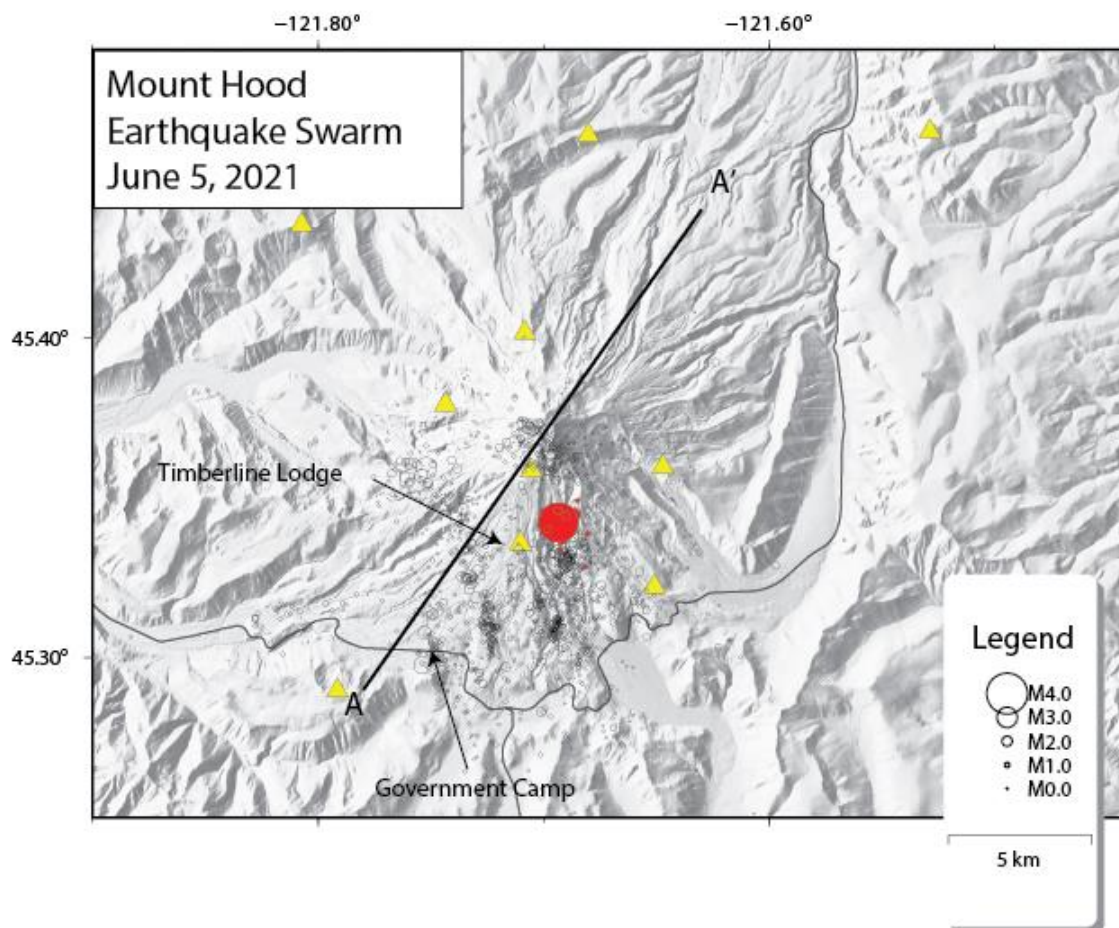 −121.80°
−121.60°
Mount Hood
Earthquake Swarm
June 5, 2021
A′
45.40°
Timberline Lodge
45.30°
A
Government Camp
Legend
M4.0
M3.0
M2.0
M1.0
M0.0
5 km